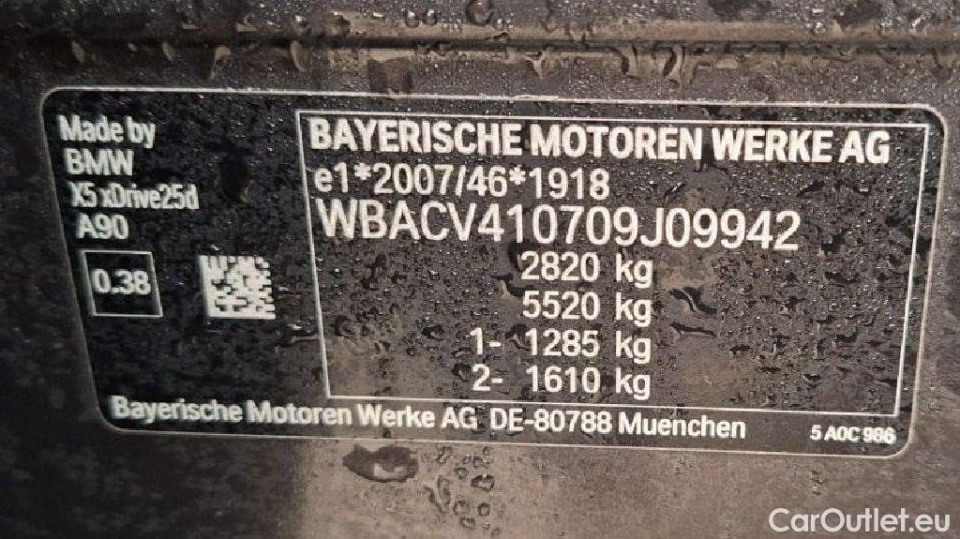 Made by
BMW
X5 xDrive25d
A90
0.38
BAYERISCHE MOTOREN WERKE AG
e1*2007/46*1918
WBACV410709J09942
2820 kg
5520 kg
1- 1285 kg
2- 1610 kg
Bayerische Motoren Werke AG DE-80788 Muenchen
5 A0C 986
CarOutlet.eu